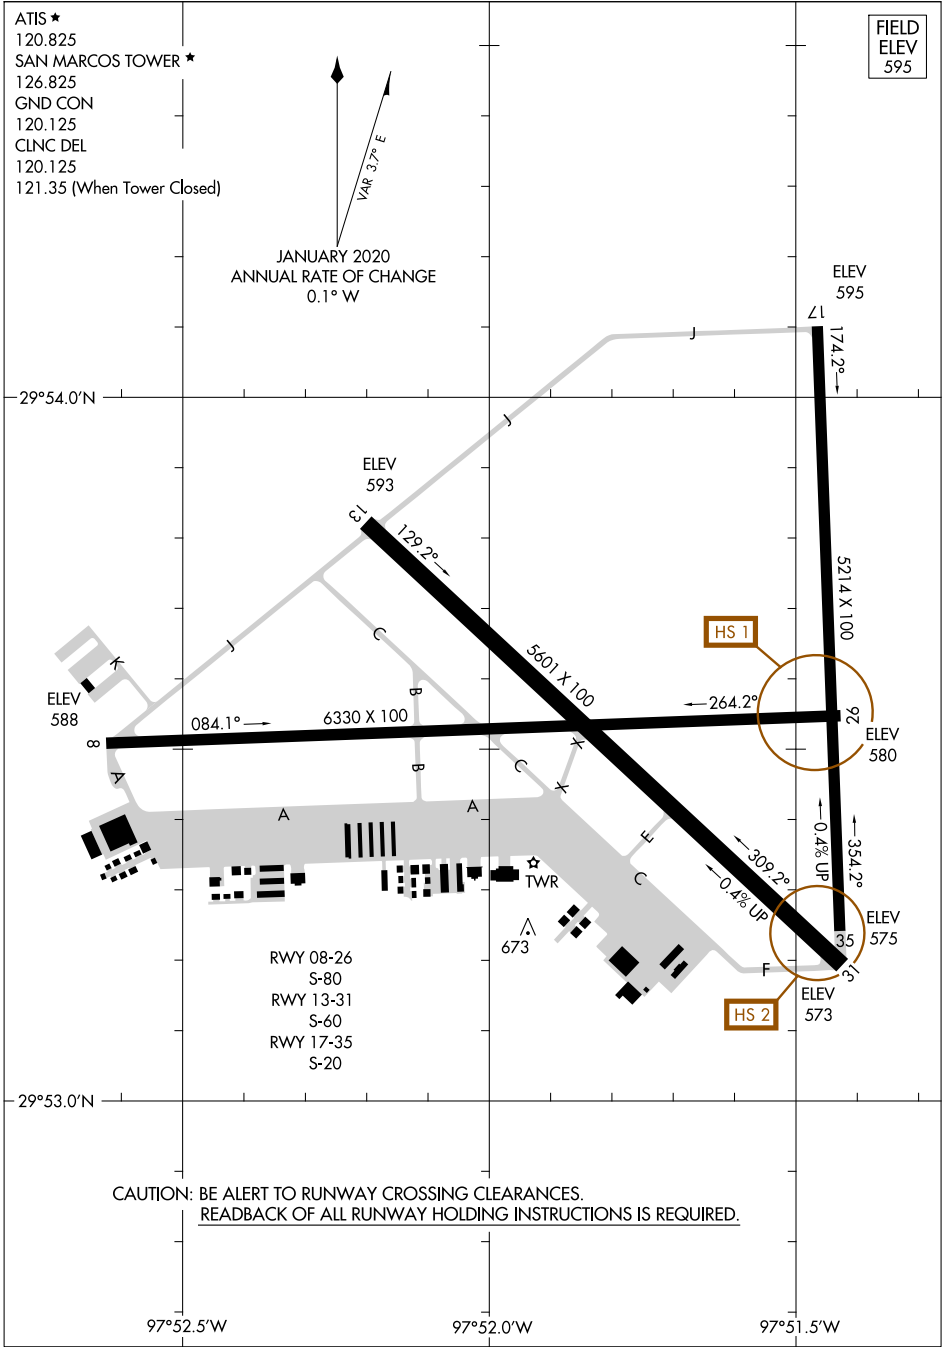 ATIS ★
120.825
SAN MARCOS TOWER ★
126.825
GND CON
120.125
CLNC DEL
120.125
121.35 (When Tower Closed)
FIELD
ELEV
595
VAR 3.7° E
JANUARY 2020
ANNUAL RATE OF CHANGE
0.1° W
ELEV
595
17
174.2°
J
29°54.0'N
J
ELEV
593
13
129.2°
5214 X 100
HS 1
C
J
K
5601 X 100
B
ELEV
588
264.2°
26
084.1°
6330 X 100
ELEV
580
8
X
A
B
C
X
A
A
E
0.4% UP
354.2°
309.2°
C
0.4% UP
TWR
673
ELEV
575
35
F
31
ELEV
573
HS 2
RWY 08-26
S-80
RWY 13-31
S-60
RWY 17-35
S-20
29°53.0'N
CAUTION: BE ALERT TO RUNWAY CROSSING CLEARANCES.
READBACK OF ALL RUNWAY HOLDING INSTRUCTIONS IS REQUIRED.
97°52.5'W
97°52.0'W
97°51.5'W